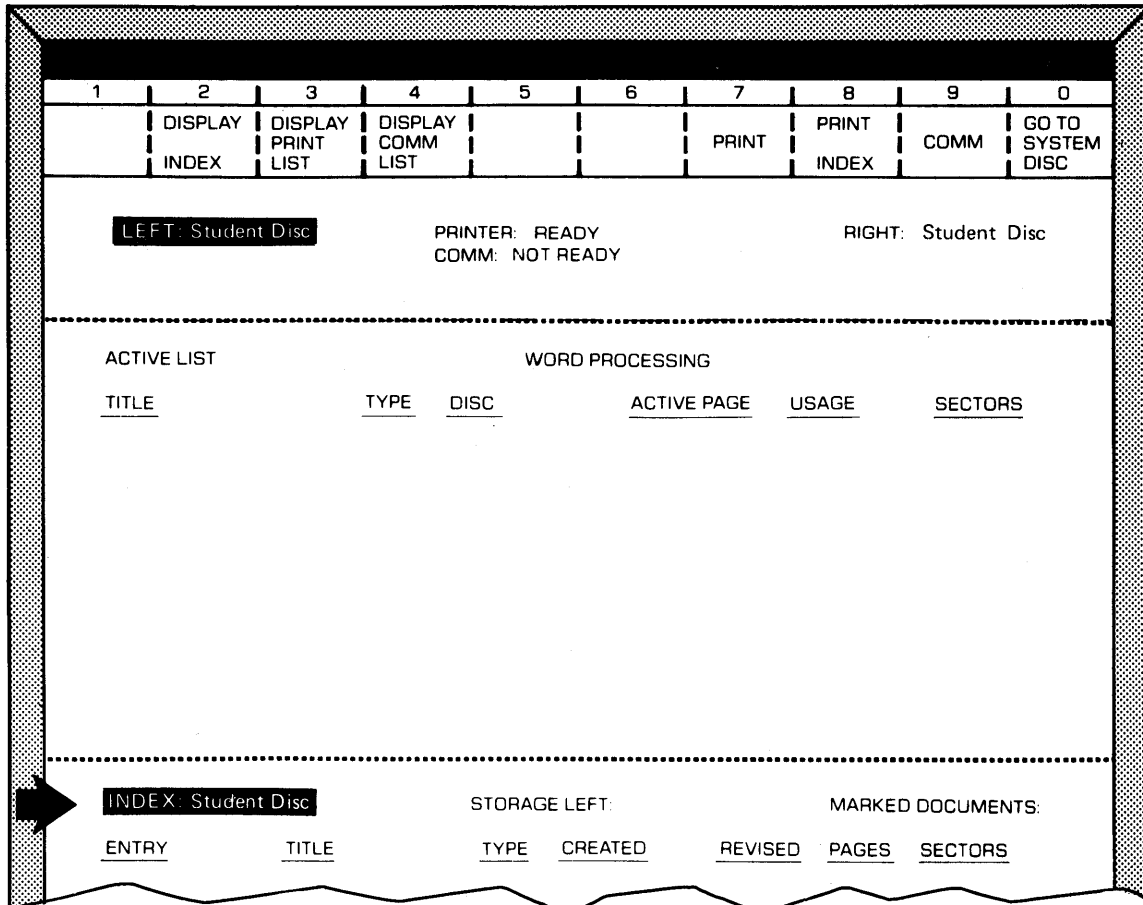 1 2 3 4 5 6 7 8 9 0
DISPLAY DISPLAY DISPLAY PRINT GO TO
PRINT COMM PRINT COMM SYSTEM
INDEX LIST LIST INDEX DISC
LEFT: Student Disc PRINTER: READY RIGHT: Student Disc
COMM: NOT READY
ACTIVE LIST WORD PROCESSING
TITLE TYPE DISC ACTIVE PAGE USAGE SECTORS
INDEX: Student Disc STORAGE LEFT: MARKED DOCUMENTS:
ENTRY TITLE TYPE CREATED REVISED PAGES SECTORS